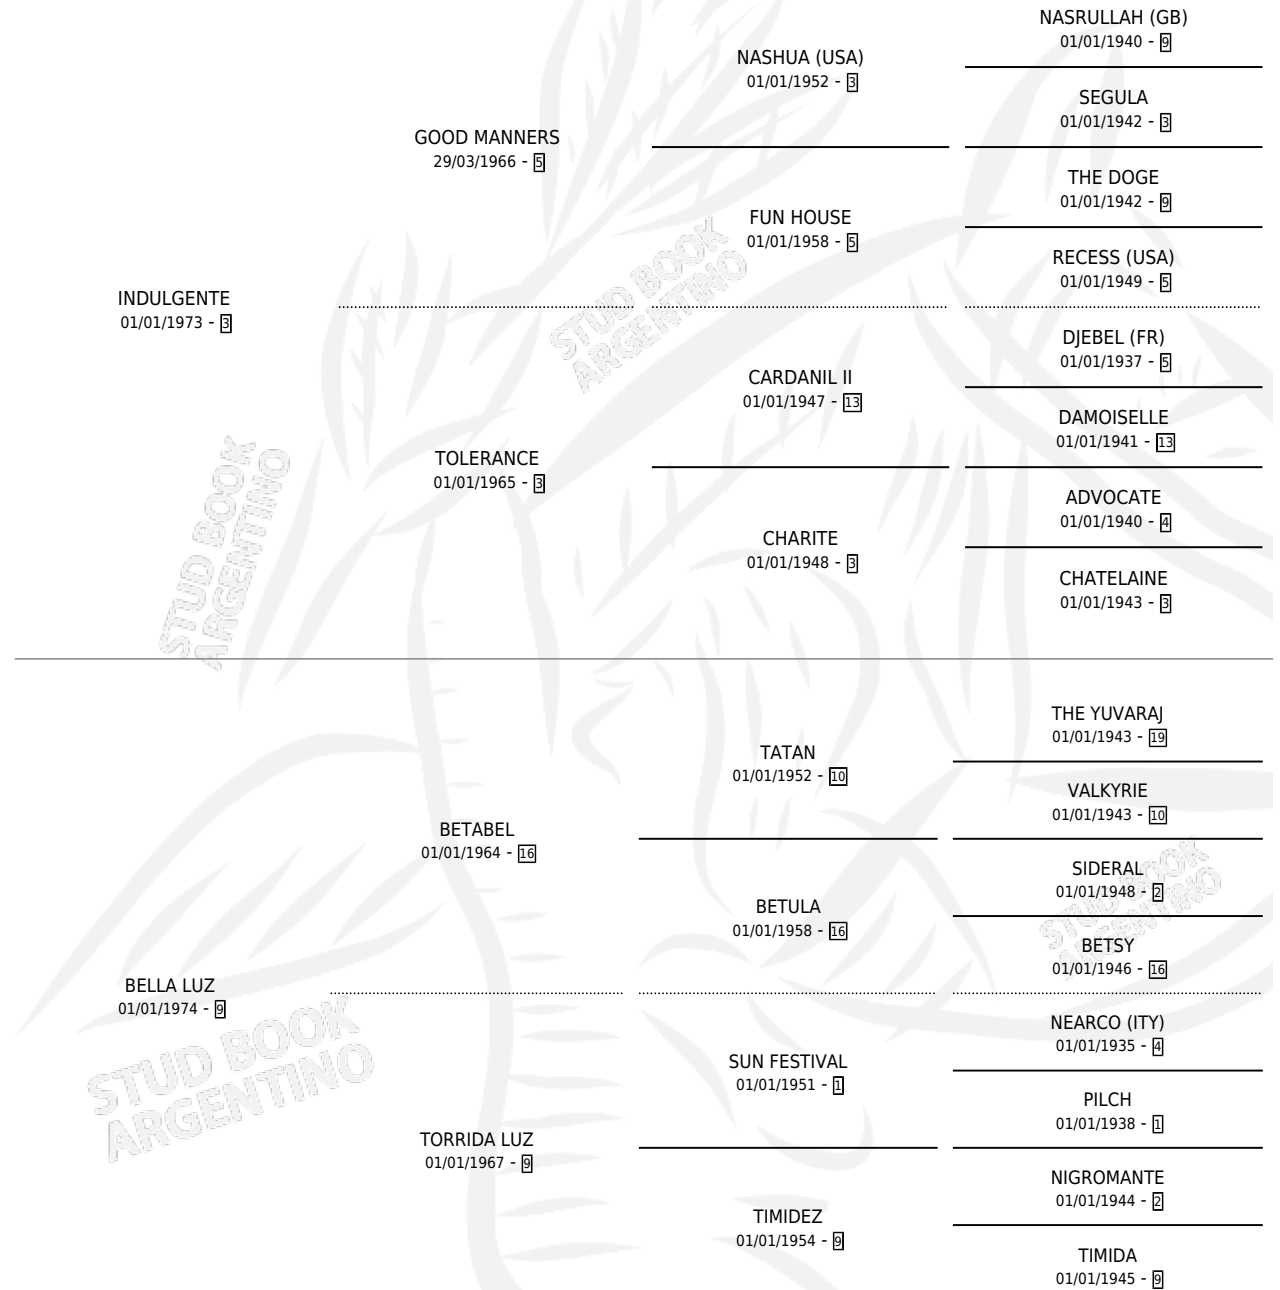 NASRULLAH (GB)
01/01/1940 - 9
NASHUA (USA)
01/01/1952 - 3
SEGULA
01/01/1942 - 3
GOOD MANNERS
29/03/1966 - 5
THE DOGE
01/01/1942 - 9
FUN HOUSE
01/01/1958 - 5
RECESS (USA)
01/01/1949 - 5
INDULGENTE
01/01/1973 - 3
DJEBEL (FR)
01/01/1937 - 5
CARDANIL II
01/01/1947 - 13
DAMOISELLE
01/01/1941 - 13
TOLERANCE
01/01/1965 - 3
ADVOCATE
01/01/1940 - 4
CHARITE
01/01/1948 - 3
CHATELAINE
01/01/1943 - 3
THE YUVARAJ
01/01/1943 - 19
TATAN
01/01/1952 - 10
VALKYRIE
01/01/1943 - 10
BETABEL
01/01/1964 - 16
SIDERAL
01/01/1948 - 2
BETULA
01/01/1958 - 16
BETSY
01/01/1946 - 16
BELLA LUZ
01/01/1974 - 9
NEARCO (ITY)
01/01/1935 - 4
SUN FESTIVAL
01/01/1951 - 1
PILCH
01/01/1938 - 1
TORRIDA LUZ
01/01/1967 - 9
NIGROMANTE
01/01/1944 - 2
TIMIDEZ
01/01/1954 - 9
TIMIDA
01/01/1945 - 9
STUD BOOK
ARGENTINO
STUD BOOK
ARGENTINO
STUD BOOK
ARGENTINO
STUD BOOK
ARGENTINO